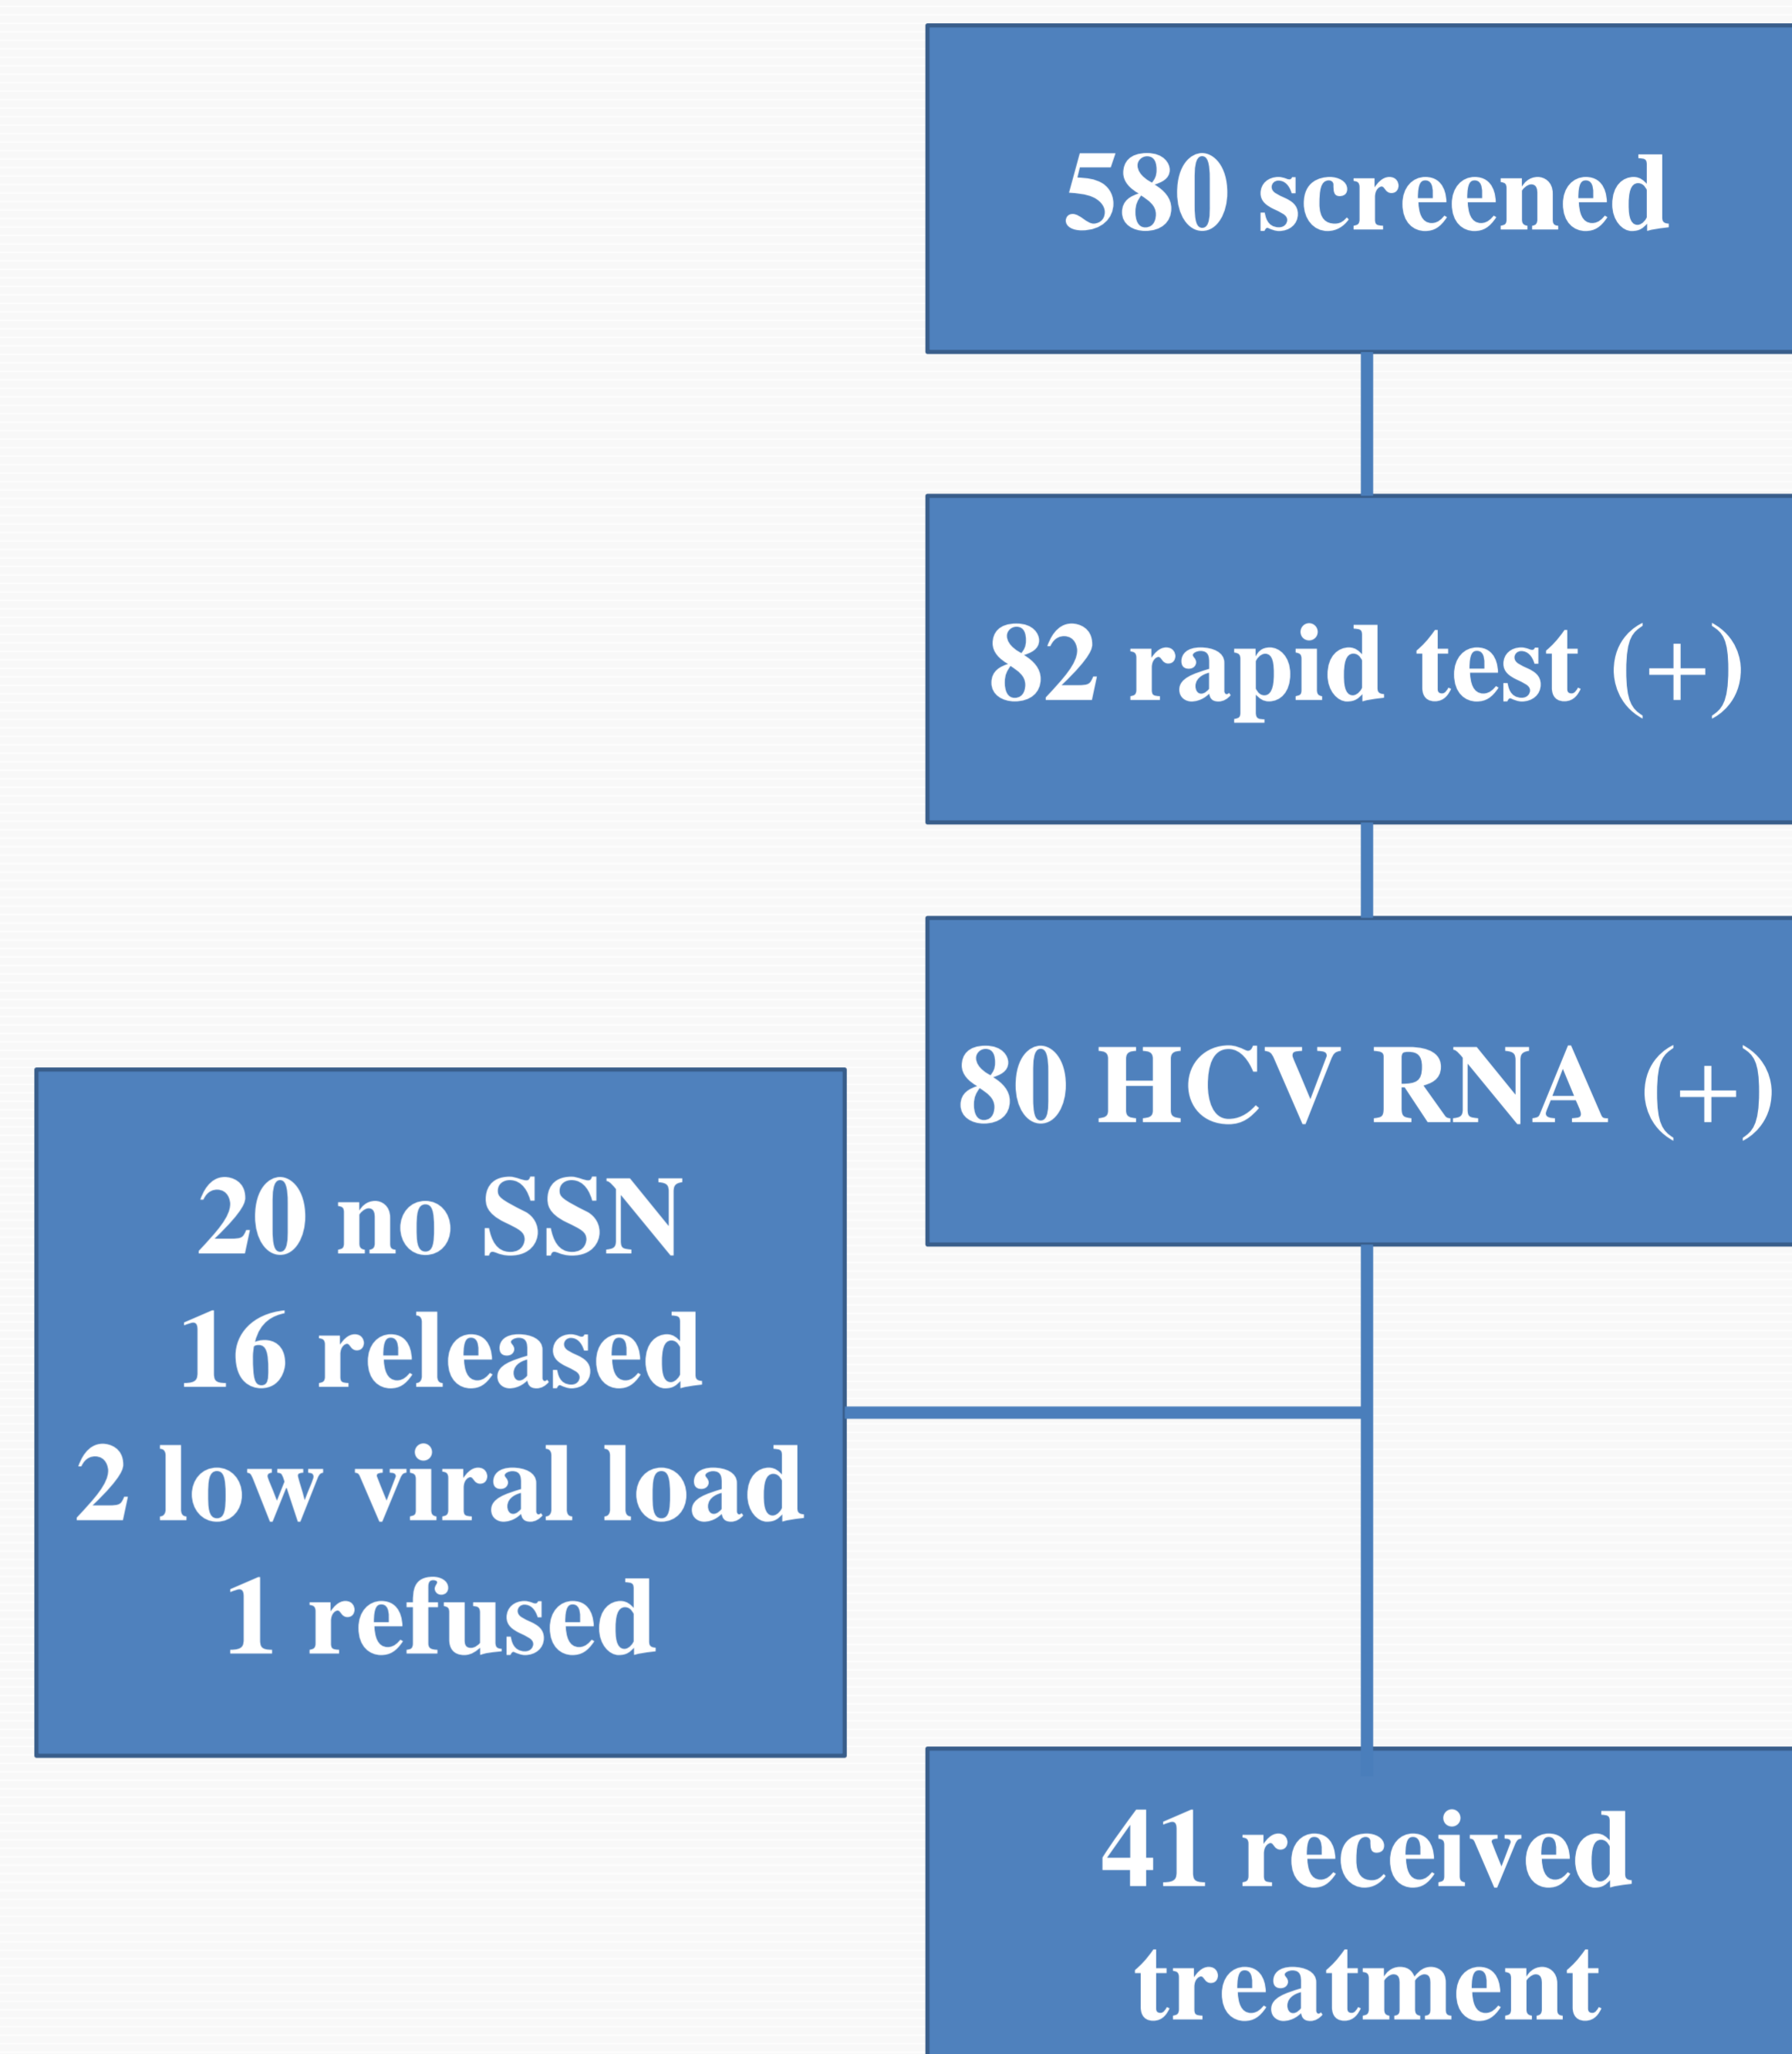 580 screened
82 rapid test (+)
80 HCV RNA (+)
20 no SSN
16 released
2 low viral load
1 refused
41 received
treatment